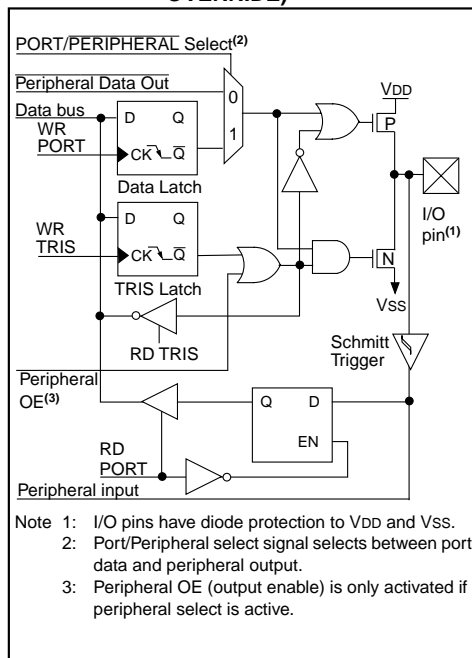 OVERRIDE)
PORT/PERIPHERAL Select(2)
Peripheral Data Out
Data bus
WR
PORT
D Q
CK Q
Data Latch
0
1
VDD
P
I/O
pin(1)
WR
TRIS
D Q
CK Q
TRIS Latch
N
VSS
RD TRIS
Schmitt
Trigger
Peripheral
OE(3)
Q D
EN
RD
PORT
Peripheral input
Note 1: I/O pins have diode protection to VDD and VSS.
2: Port/Peripheral select signal selects between port
data and peripheral output.
3: Peripheral OE (output enable) is only activated if
peripheral select is active.